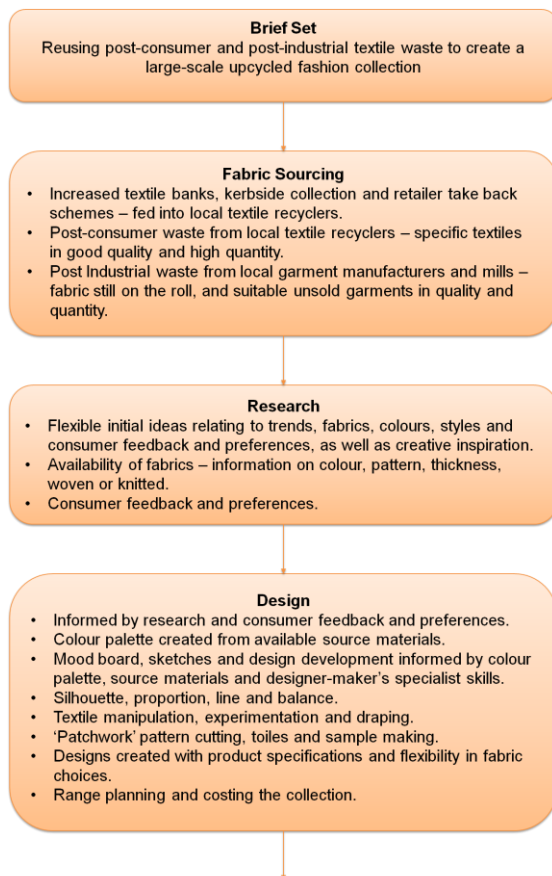 Brief Set
Reusing post-consumer and post-industrial textile waste to create a
large-scale upcycled fashion collection
Fabric Sourcing
• Increased textile banks, kerbside collection and retailer take back
schemes – fed into local textile recyclers.
• Post-consumer waste from local textile recyclers – specific textiles
in good quality and high quantity.
• Post Industrial waste from local garment manufacturers and mills –
fabric still on the roll, and suitable unsold garments in quality and
quantity.
Research
• Flexible initial ideas relating to trends, fabrics, colours, styles and
consumer feedback and preferences, as well as creative inspiration.
• Availability of fabrics – information on colour, pattern, thickness,
woven or knitted.
• Consumer feedback and preferences.
Design
• Informed by research and consumer feedback and preferences.
• Colour palette created from available source materials.
• Mood board, sketches and design development informed by colour
palette, source materials and designer-maker's specialist skills.
• Silhouette, proportion, line and balance.
• Textile manipulation, experimentation and draping.
• 'Patchwork' pattern cutting, toiles and sample making.
• Designs created with product specifications and flexibility in fabric
choices.
• Range planning and costing the collection.